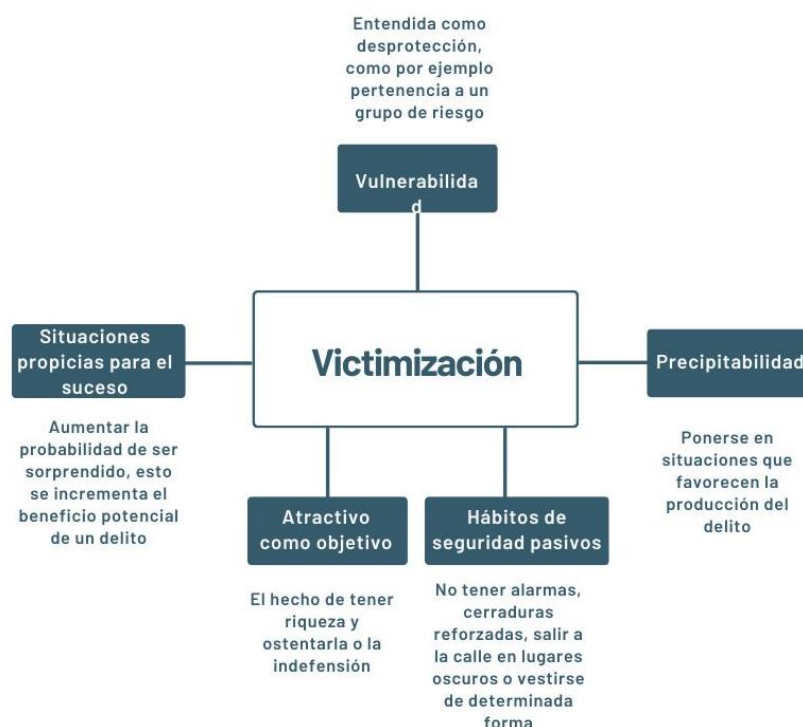 Entendida como
desprotección,
como por ejemplo
pertenencia a un
grupo de riesgo
Vulnerabilida
d
Situaciones
propicias para el
suceso
Aumentar la
probabilidad de ser
sorprendido, esto
se incrementa el
beneficio potencial
de un delito
Victimización
Precipitabilidad
Ponerse en
situaciones que
favorecen la
producción del
delito
Atractivo
como objetivo
El hecho de tener
riqueza y
ostentarla o la
indefensión
Hábitos de
seguridad pasivos
No tener alarmas,
cerraduras
reforzadas, salir a
la calle en lugares
oscuros o vestirse
de determinada
forma